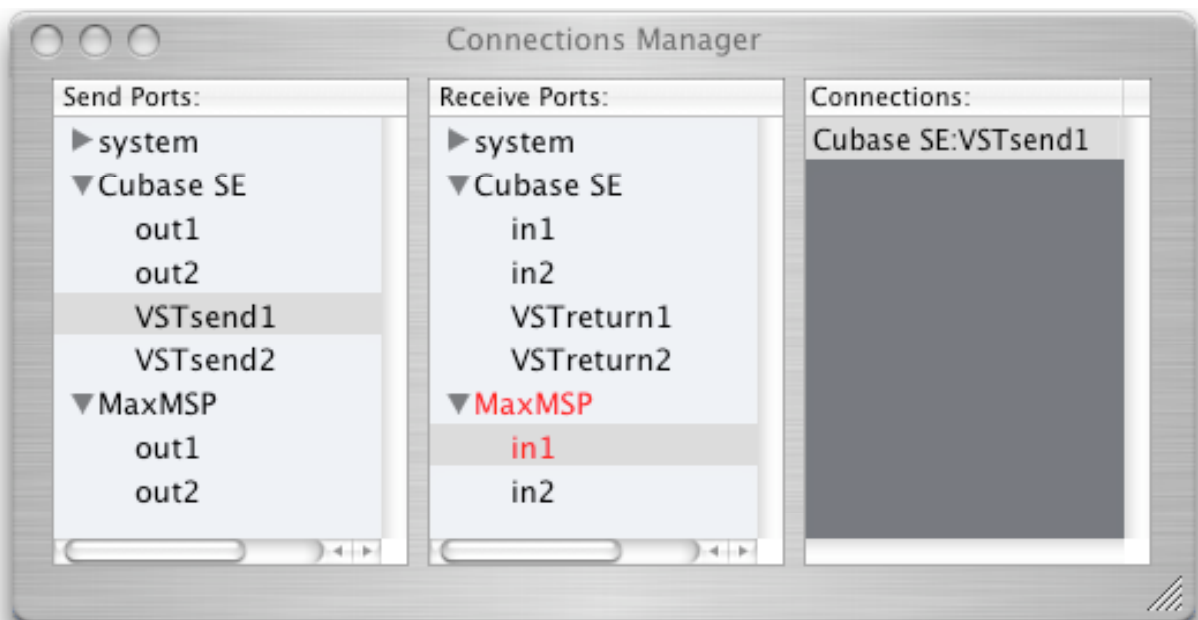 Connections Manager
Send Ports:
system
Cubase SE
out1
out2
VSTsend1
VSTsend2
MaxMSP
out1
out2
Receive Ports:
system
Cubase SE
in1
in2
VSTreturn1
VSTreturn2
MaxMSP
in1
in2
Connections:
Cubase SE:VSTsend1